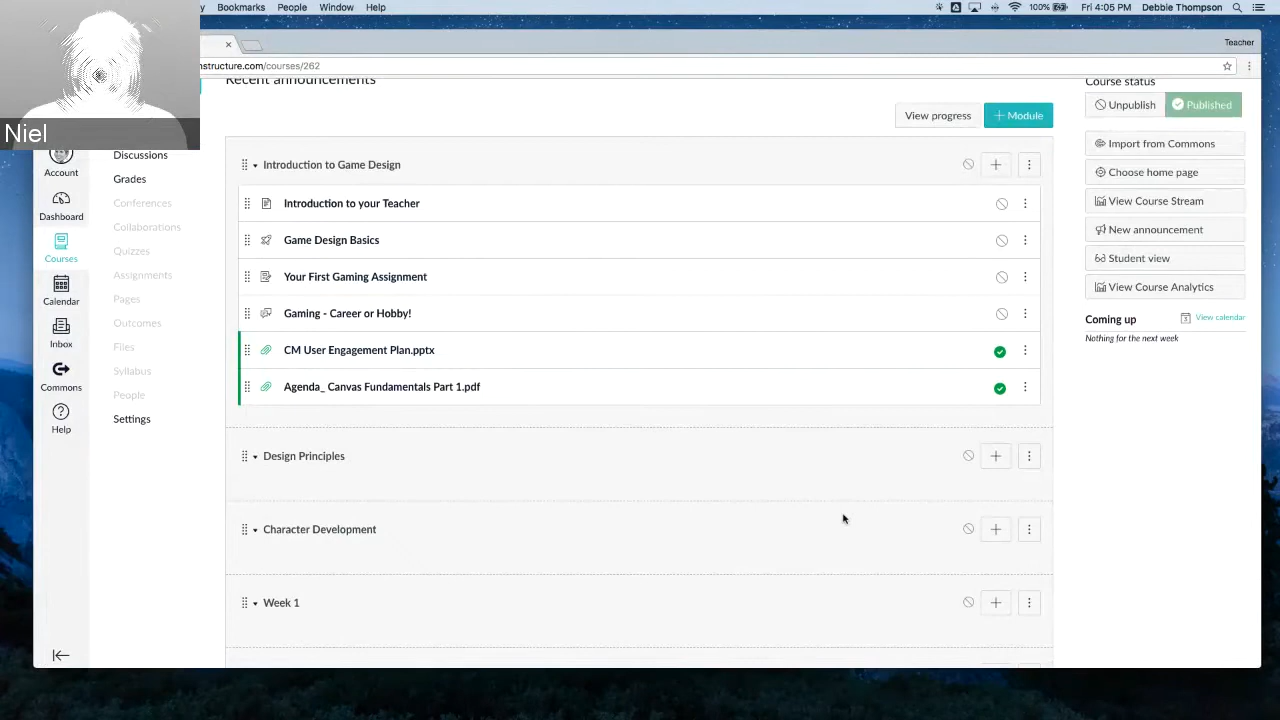 Bookmarks People Window Help
100% Fri 4:05 PM Debbie Thompson
Teacher
nstructure.com/courses/262
Niel
Account
Dashboard
Courses
Calendar
Inbox
Commons
Help
Discussions
Grades
Conferences
Collaborations
Quizzes
Assignments
Pages
Outcomes
Files
Syllabus
People
Settings
Recent announcements
View progress
+ Module
Introduction to Game Design
Introduction to your Teacher
Game Design Basics
Your First Gaming Assignment
Gaming - Career or Hobby!
CM User Engagement Plan.pptx
Agenda_ Canvas Fundamentals Part 1.pdf
Design Principles
Character Development
Week 1
Course status
Unpublish Published
Import from Commons
Choose home page
View Course Stream
New announcement
Student view
View Course Analytics
Coming up View calendar
Nothing for the next week